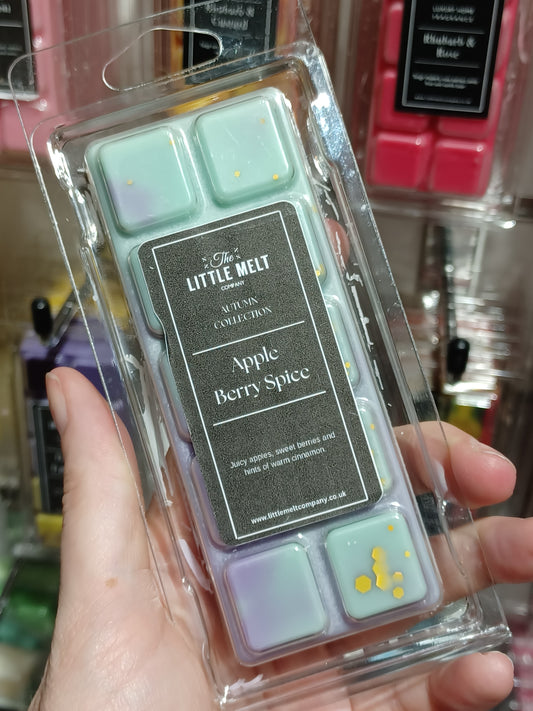 The
LITTLE MELT
COMPANY
AUTUMN
COLLECTION
Apple
Berry Spice
Juicy apples, sweet berries and
hints of warm cinnamon
www.littlemeltcompany.co.uk
Rhubarb &
Rhubarb &
Rose